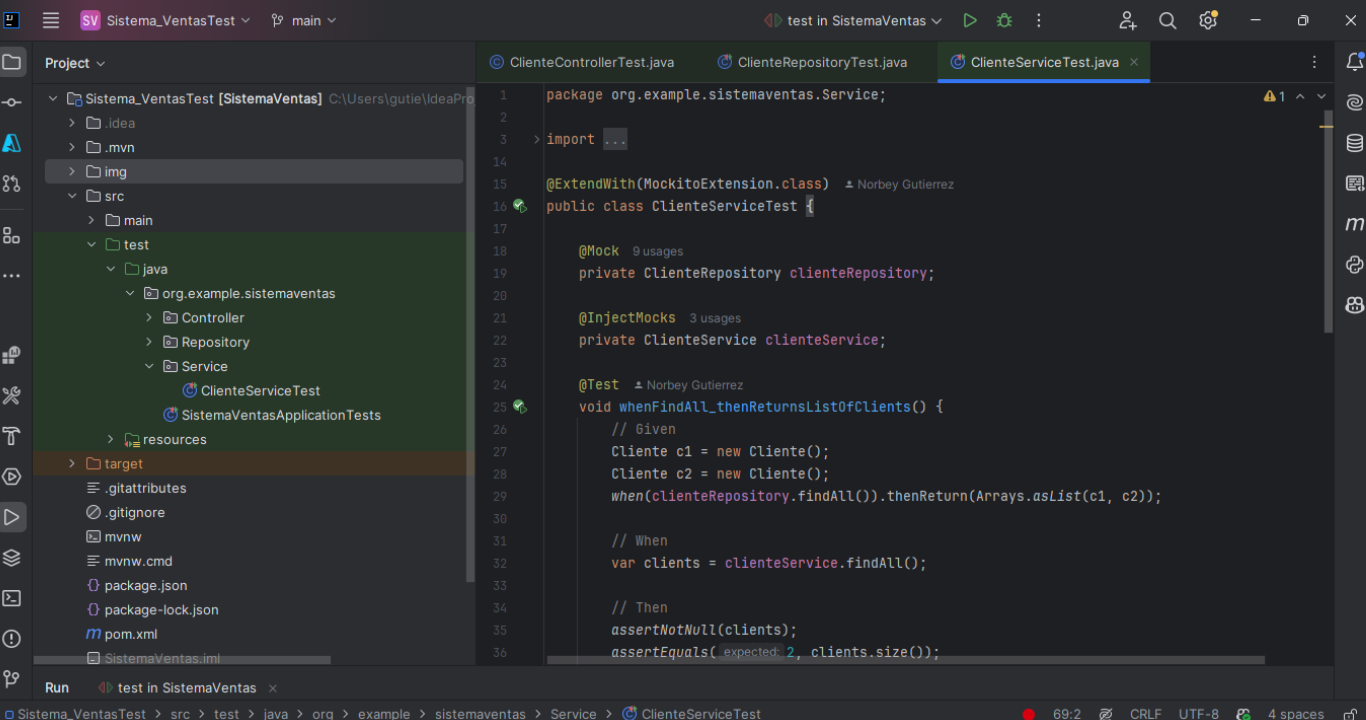 SV Sistema_VentasTest main test in SistemaVentas
Project
ClienteControllerTest.java ClienteRepositoryTest.java ClienteServiceTest.java
Sistema_VentasTest [SistemaVentas] C:\Users\gutie\IdeaPro
.idea
.mvn
img
src
main
test
java
org.example.sistemaventas
Controller
Repository
Service
ClienteServiceTest
SistemaVentasApplicationTests
resources
target
.gitattributes
.gitignore
mvnw
mvnw.cmd
package.json
package-lock.json
pom.xml
SistemaVentas.iml
1 package org.example.sistemaventas.Service; 1
2
3 import ...
14
15 @ExtendWith(MockitoExtension.class) Norbey Gutierrez
16 public class ClienteServiceTest {
17
18 @Mock 9 usages
19 private ClienteRepository clienteRepository;
20
21 @InjectMocks 3 usages
22 private ClienteService clienteService;
23
24 @Test Norbey Gutierrez
25 void whenFindAll_thenReturnsListOfClients() {
26 // Given
27 Cliente c1 = new Cliente();
28 Cliente c2 = new Cliente();
29 when(clienteRepository.findAll()).thenReturn(Arrays.asList(c1, c2));
30
31 // When
32 var clients = clienteService.findAll();
33
34 // Then
35 assertNotNull(clients);
36 assertEquals( expected: 2, clients.size());
Run test in SistemaVentas
Sistema_VentasTest > src > test > java > org > example > sistemaventas > Service > ClienteServiceTest 69:2 CRLF UTF-8 4 spaces